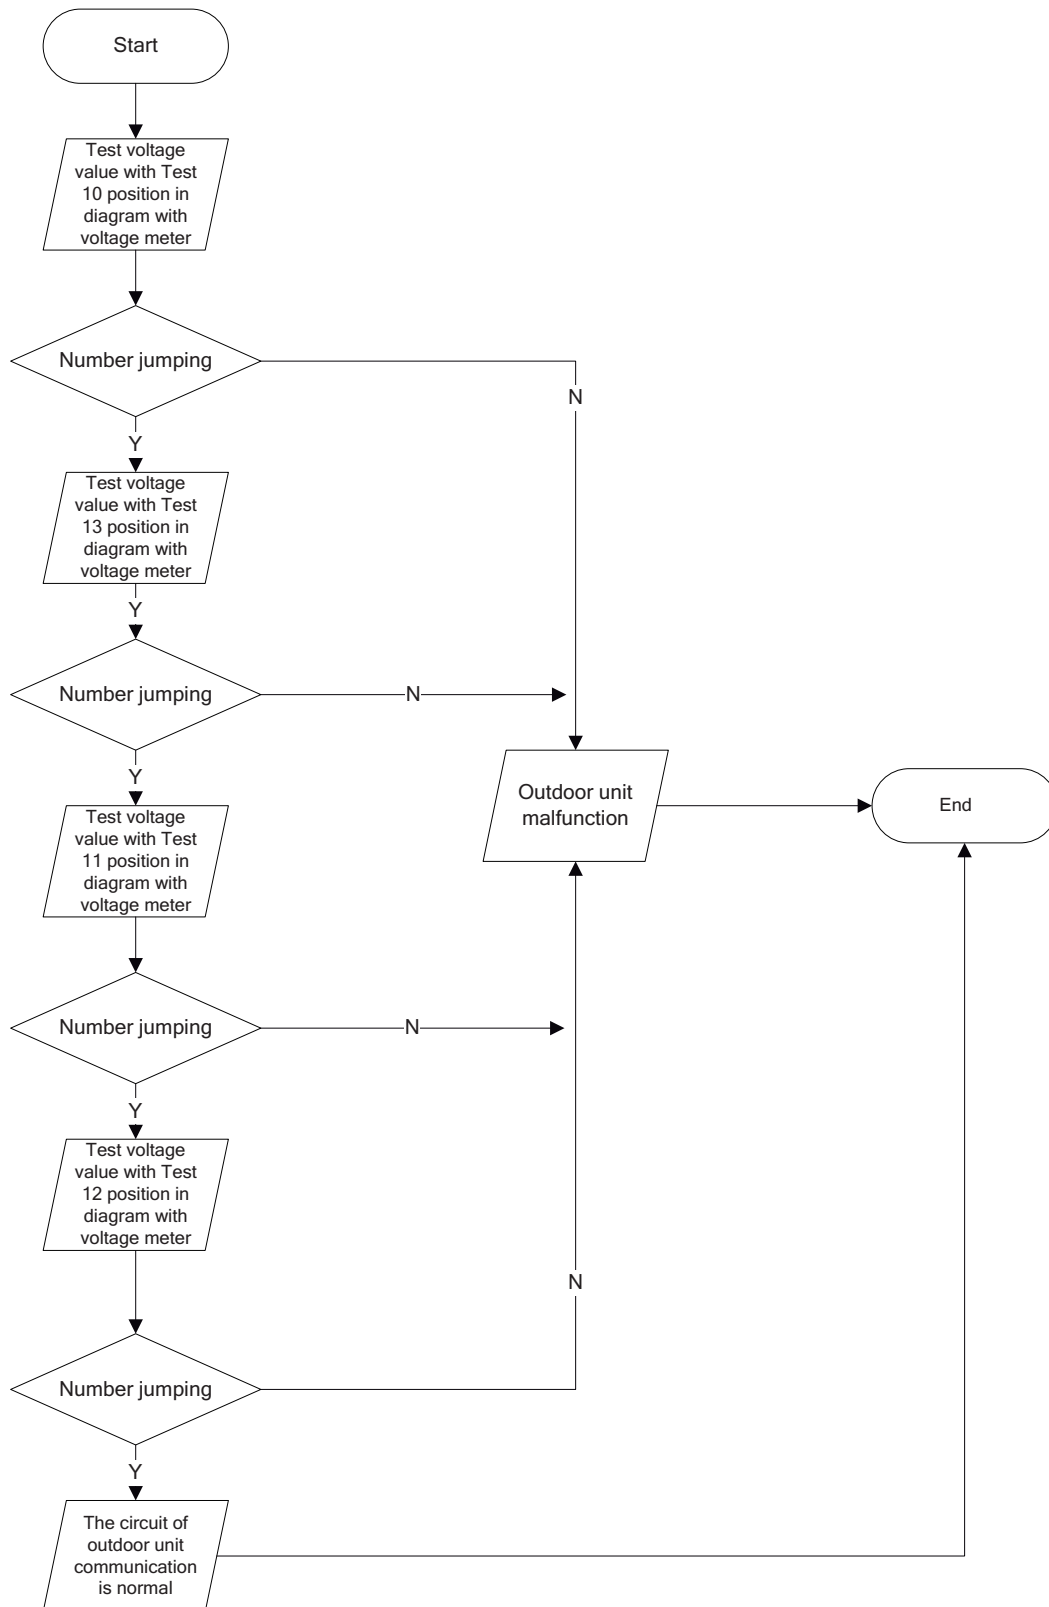 Start
Test voltage
value with Test
10 position in
diagram with
voltage meter
Number jumping
N
Y
Test voltage
value with Test
13 position in
diagram with
voltage meter
Y
Number jumping
N
Y
Outdoor unit
malfunction
End
Test voltage
value with Test
11 position in
diagram with
voltage meter
Number jumping
N
Y
Test voltage
value with Test
12 position in
diagram with
voltage meter
N
Number jumping
Y
The circuit of
outdoor unit
communication
is normal